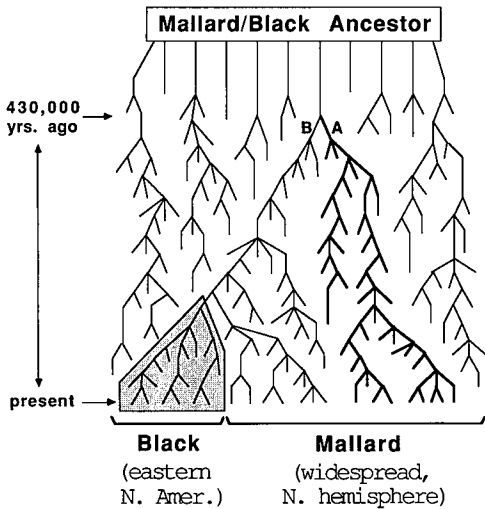 Mallard/Black Ancestor
430,000
yrs. ago
B A
present
Black Mallard
(eastern (widespread,
N. Amer.) N. hemisphere)